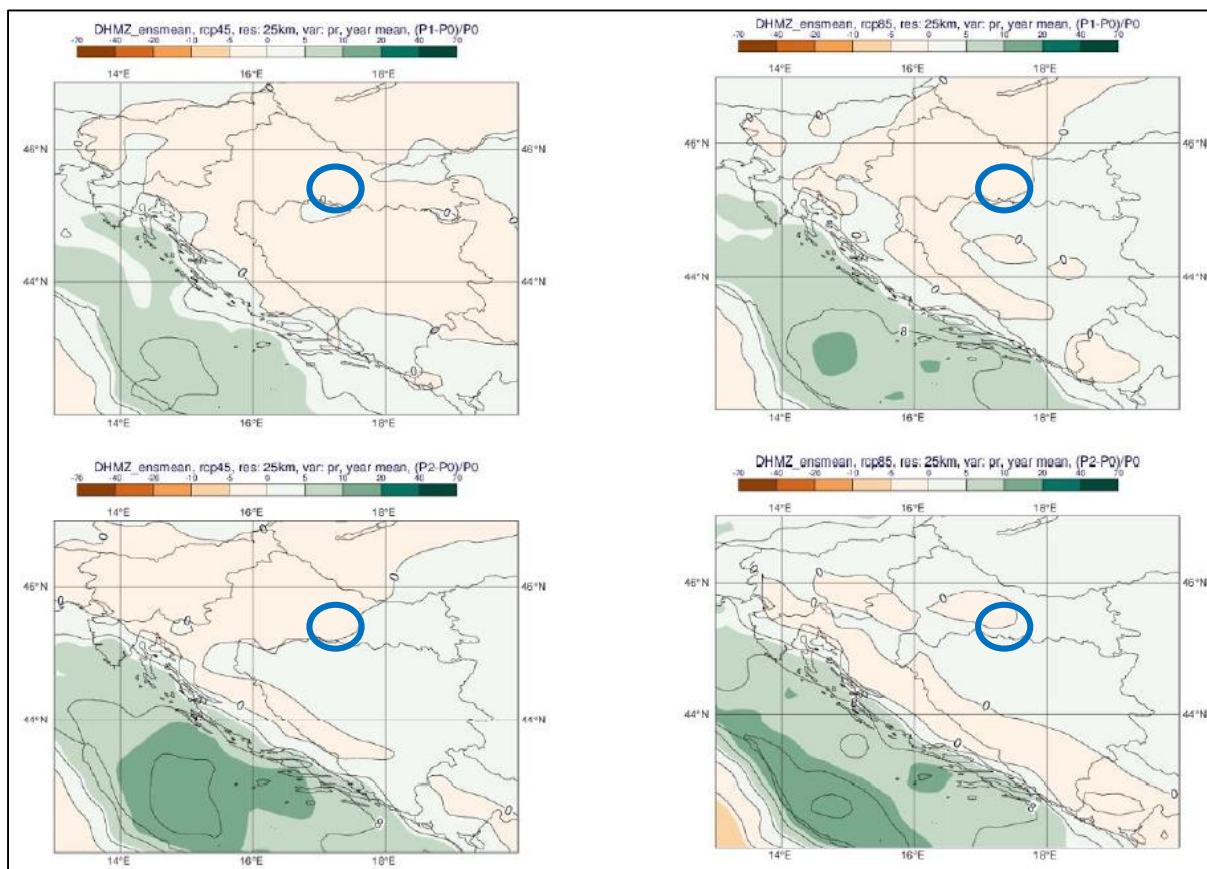 DHMZ_ensmean, rcp45, res: 25km, var: pr, year mean, (P1-P0)/P0
-70 -40 -20 -10 -5 0 5 10 20 40 70
14°E 16°E 18°E
46°N 46°N
44°N 44°N
14°E 16°E 18°E
DHMZ_ensmean, rcp85, res: 25km, var: pr, year mean, (P1-P0)/P0
-70 -40 -20 -10 -5 0 5 10 20 40 70
14°E 16°E 18°E
46°N 46°N
44°N 44°N
8
14°E 16°E 18°E
DHMZ_ensmean, rcp45, res: 25km, var: pr, year mean, (P2-P0)/P0
-70 -40 -20 -10 -5 0 5 10 20 40 70
14°E 16°E 18°E
46°N 46°N
44°N 44°N
8
14°E 16°E 18°E
DHMZ_ensmean, rcp85, res: 25km, var: pr, year mean, (P2-P0)/P0
-70 -40 -20 -10 -5 0 5 10 20 40 70
14°E 16°E 18°E
46°N 46°N
44°N 44°N
8
14°E 16°E 18°E